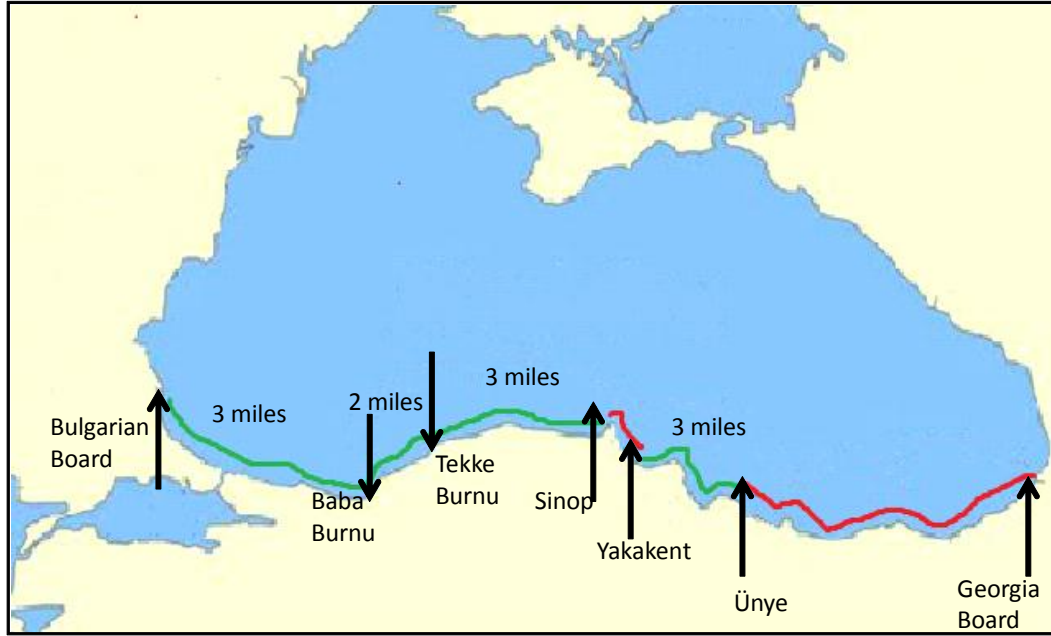 3 miles
2 miles
3 miles
3 miles
Bulgarian
Board
Baba
Burnu
Tekke
Burnu
Sinop
Yakakent
Ünye
Georgia
Board